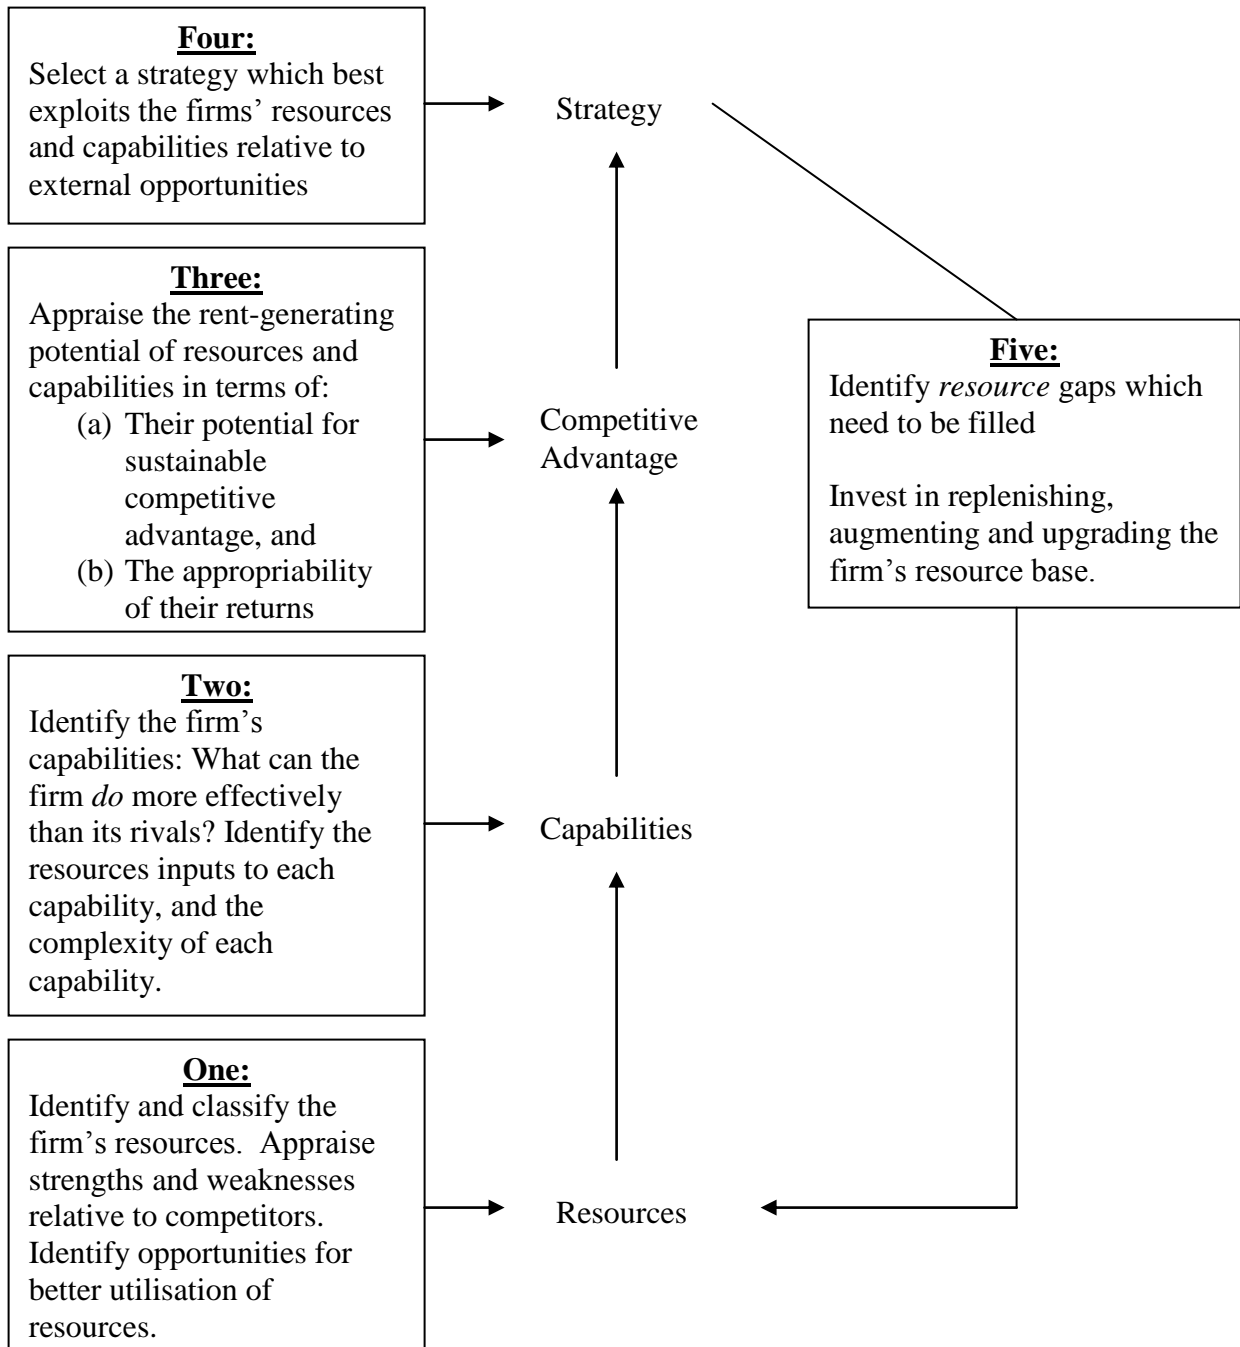 Four:
Select a strategy which best
exploits the firms’ resources
and capabilities relative to
external opportunities
Strategy
Three:
Appraise the rent-generating
potential of resources and
capabilities in terms of:
(a) Their potential for
sustainable
competitive
advantage, and
(b) The appropriability
of their returns
Competitive
Advantage
Five:
Identify resource gaps which
need to be filled
Invest in replenishing,
augmenting and upgrading the
firm’s resource base.
Two:
Identify the firm’s
capabilities: What can the
firm do more effectively
than its rivals? Identify the
resources inputs to each
capability, and the
complexity of each
capability.
Capabilities
One:
Identify and classify the
firm’s resources.  Appraise
strengths and weaknesses
relative to competitors.
Identify opportunities for
better utilisation of
resources.
Resources